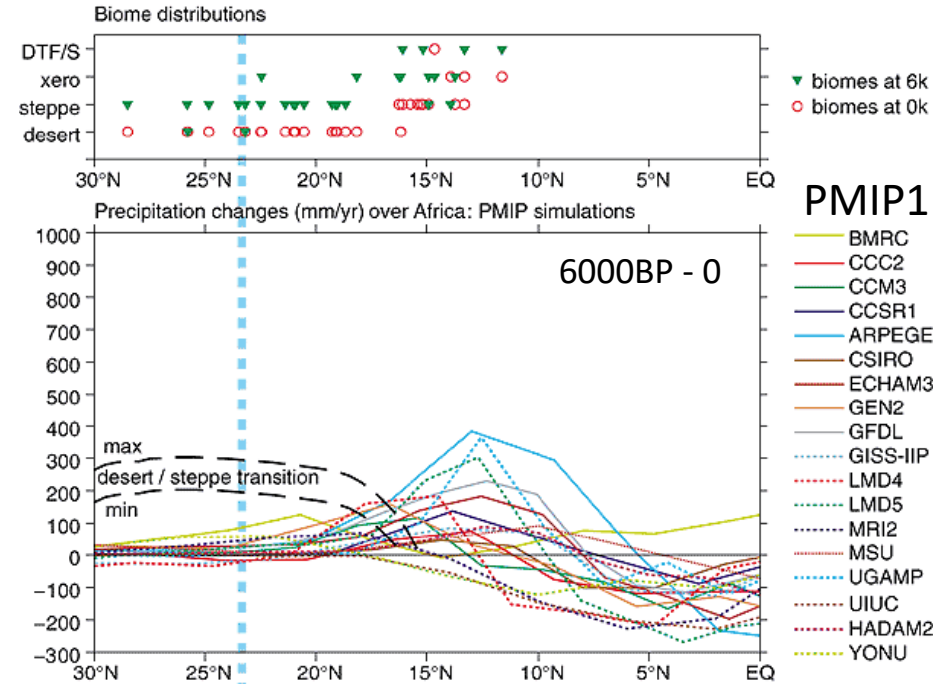 Biome distributions
DTF/S
xero
steppe
desert
biomes at 6k
biomes at 0k
30°N 25°N 20°N 15°N 10°N 5°N EQ
PMIP1
Precipitation changes (mm/yr) over Africa: PMIP simulations
6000BP - 0
1000
900
800
700
600
500
400
300
200
100
0
−100
−200
−300
max
desert / steppe transition
min
30°N 25°N 20°N 15°N 10°N 5°N EQ
BMRC
CCC2
CCM3
CCSR1
ARPEGE
CSIRO
ECHAM3
GEN2
GFDL
GISS-IIP
LMD4
LMD5
MRI2
MSU
UGAMP
UIUC
HADAM2
YONU